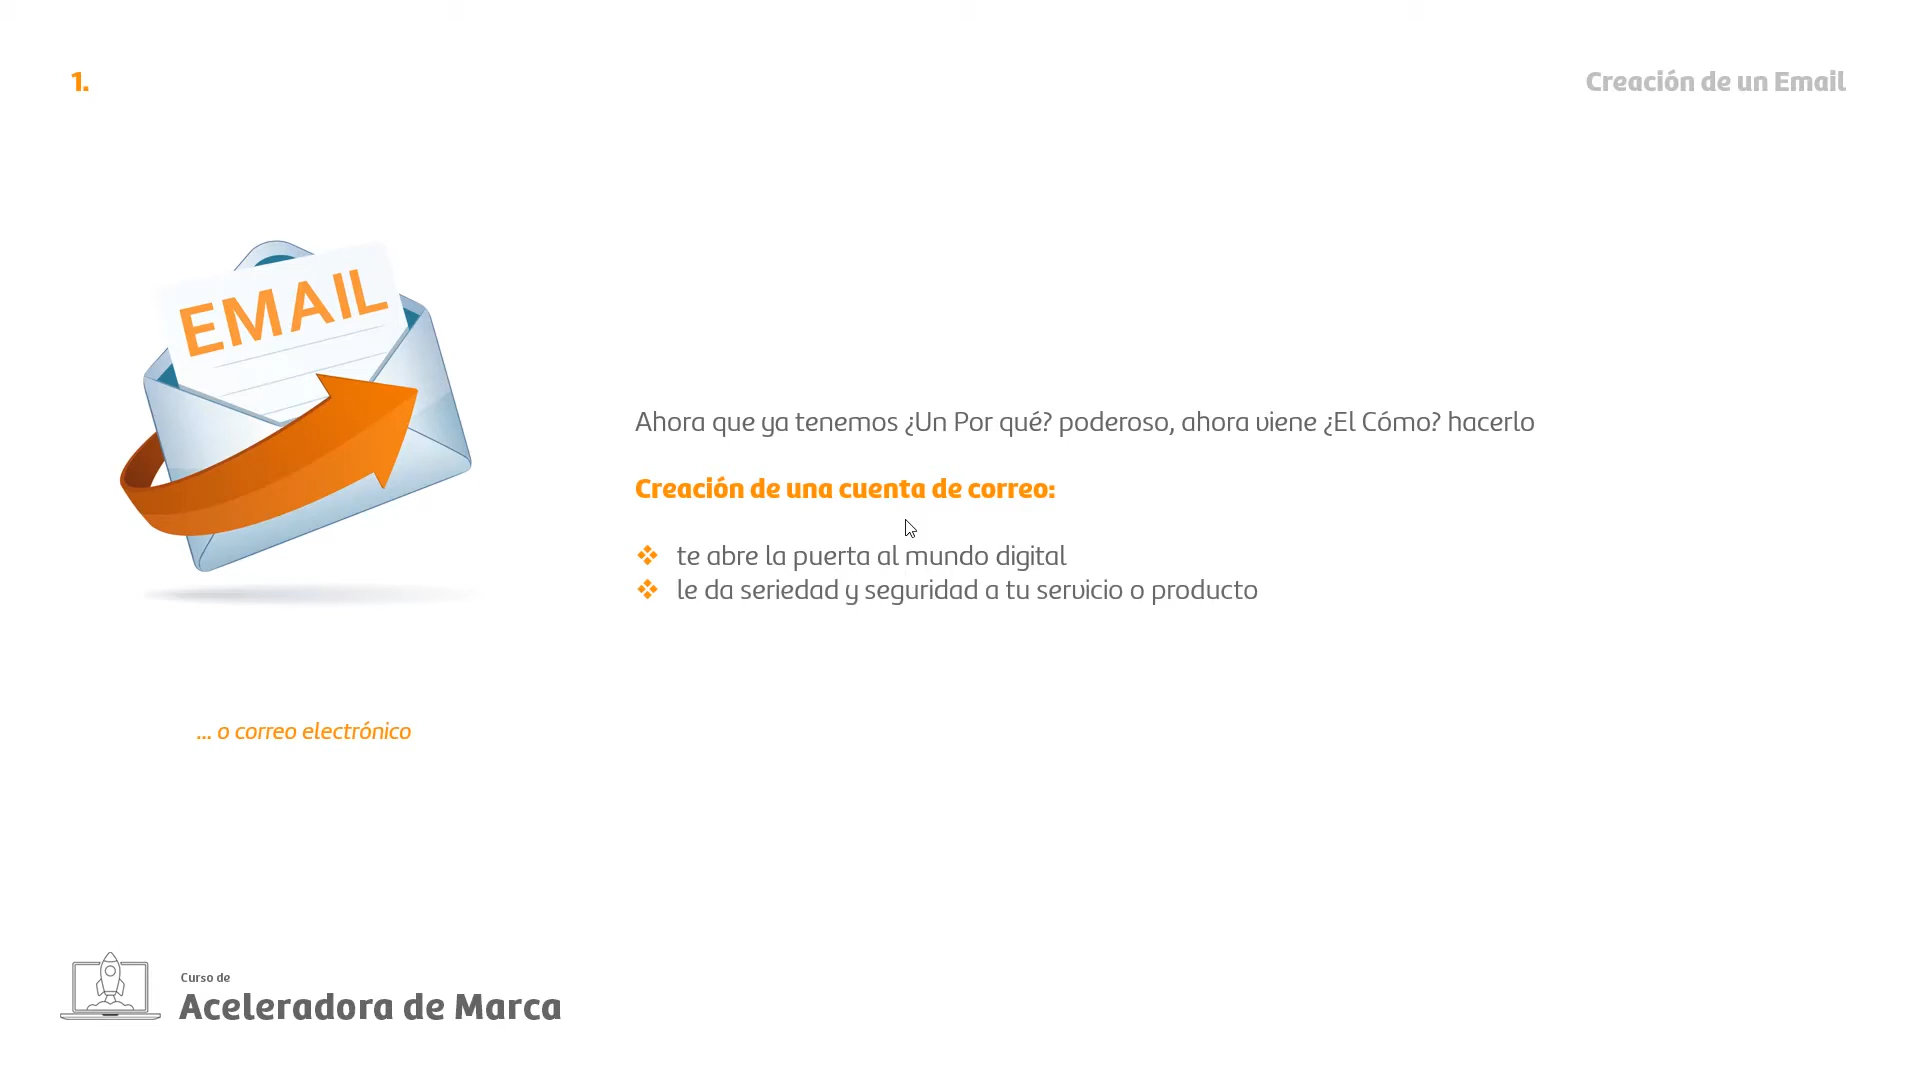 1.
Creación de un Email
EMAIL
Ahora que ya tenemos ¿Un Por qué? poderoso, ahora viene ¿El Cómo? hacerlo
Creación de una cuenta de correo:
❖ te abre la puerta al mundo digital
❖ le da seriedad y seguridad a tu servicio o producto
... o correo electrónico
Curso de
Aceleradora de Marca